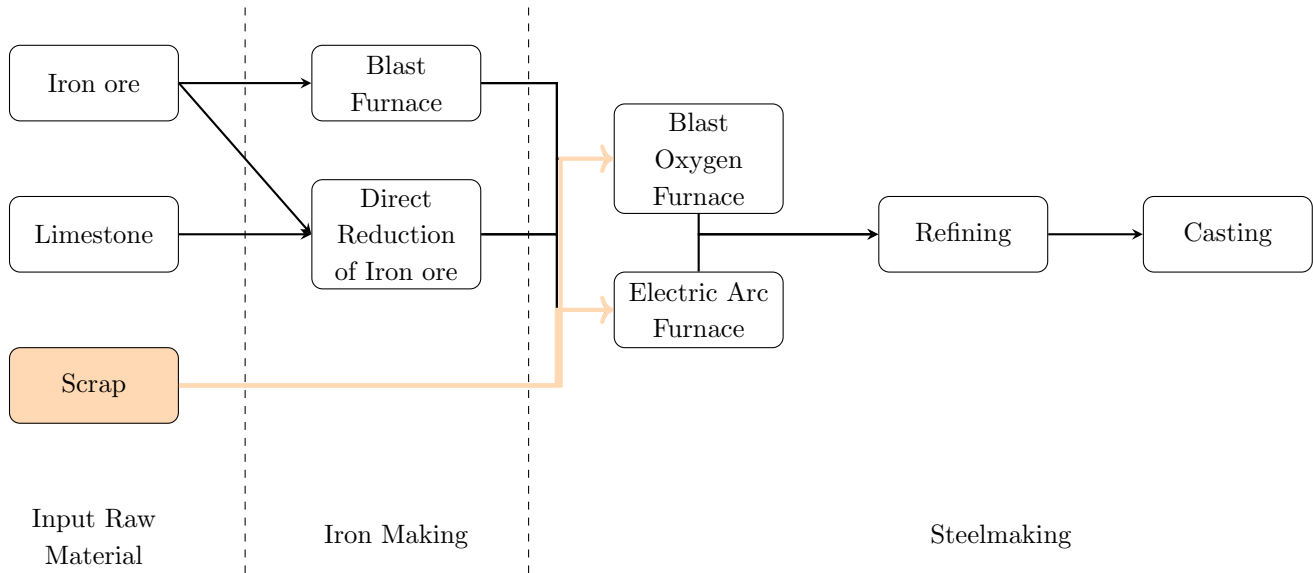 Iron ore
Blast
Furnace
Blast
Oxygen
Furnace
Limestone
Direct
Reduction
of Iron ore
Refining
Casting
Electric Arc
Furnace
Scrap
Input Raw
Material
Iron Making
Steelmaking